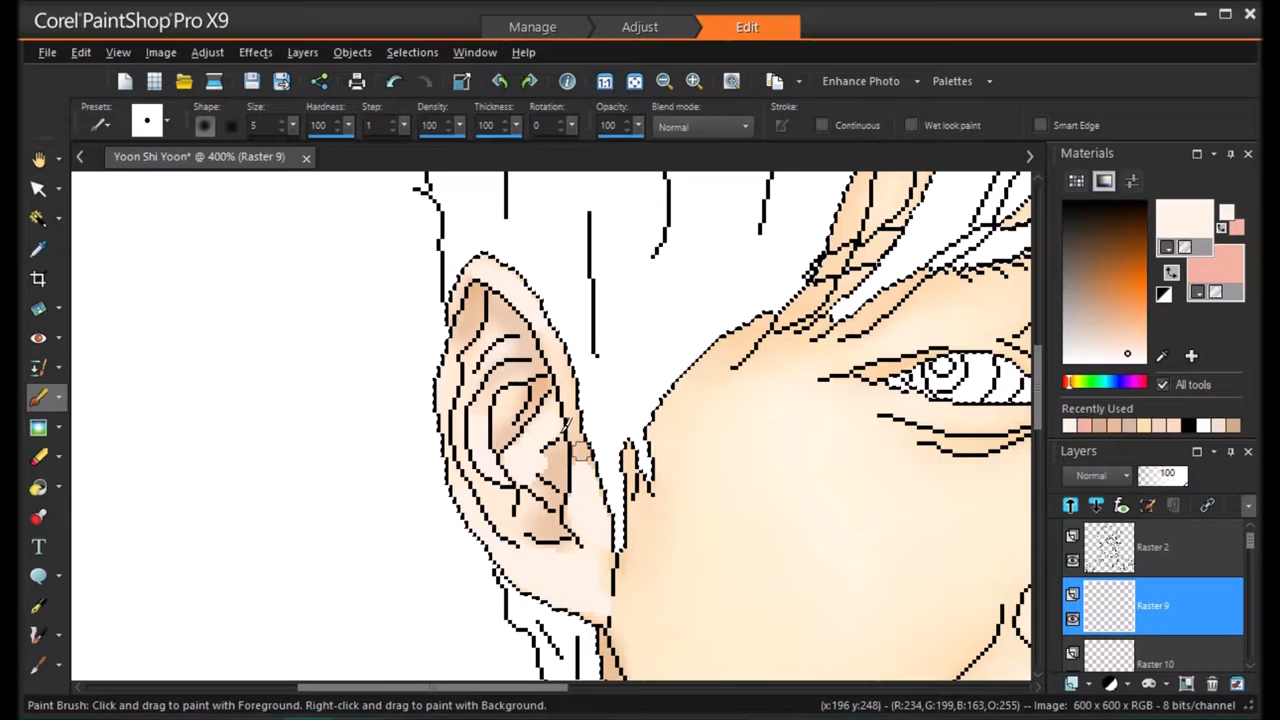 Corel PaintShop Pro X9
Manage Adjust Edit
File Edit View Image Adjust Effects Layers Objects Selections Window Help
1:1 Enhance Photo Palettes
Presets: Shape: Size: Hardness: Step: Density: Thickness: Rotation: Opacity: Blend mode: Stroke:
5 100 1 100 100 0 100 Normal Continuous Wet look paint Smart Edge
Yoon Shi Yoon* @ 400% (Raster 9)
Materials
All tools
Recently Used
Layers
Normal 100
Raster 2
Raster 9
Raster 10
Paint Brush: Click and drag to paint with Foreground. Right-click and drag to paint with Background.
(x:196 y:248) -- (R:234,G:199,B:163,O:255) -- Image: 600 x 600 x RGB - 8 bits/channel